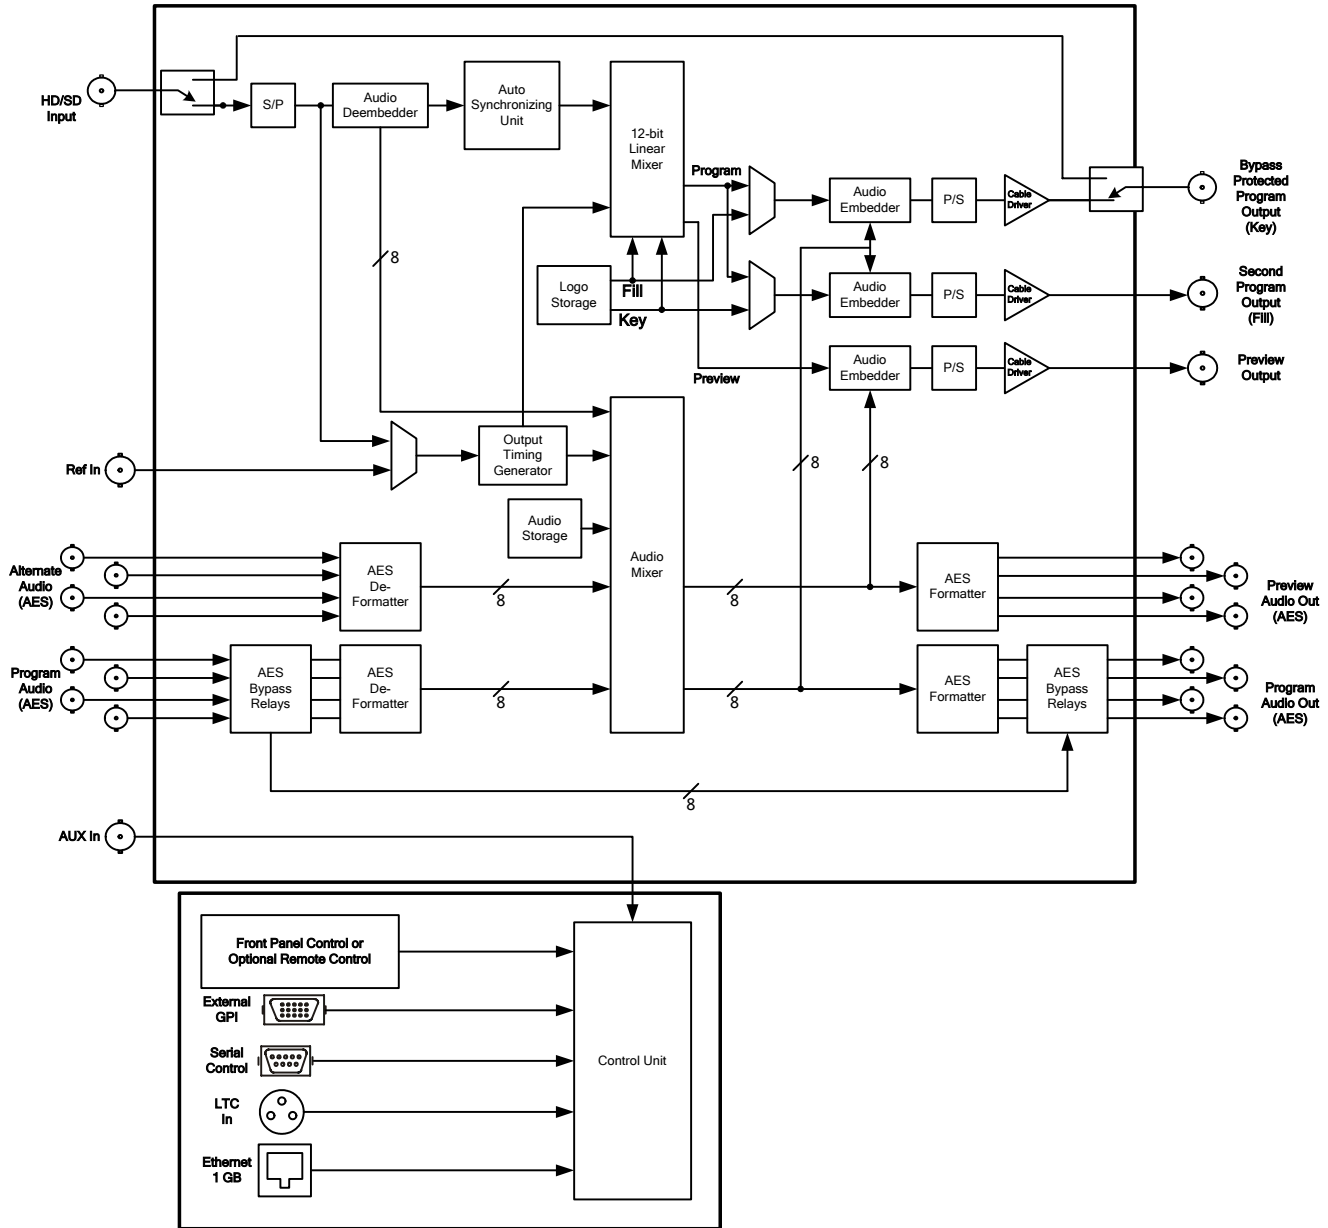 HD/SD
Input
S/P
Audio
Deembedder
Auto
Synchronizing
Unit
12-bit
Linear
Mixer
Program
Audio
Embedder
P/S
Cable
Driver
Bypass
Protected
Program
Output
(Key)
8
Logo
Storage
Fill
Key
Audio
Embedder
P/S
Cable
Driver
Second
Program
Output
(Fill)
Preview
Audio
Embedder
P/S
Cable
Driver
Preview
Output
Ref In
Output
Timing
Generator
8
8
Audio
Storage
Audio
Mixer
Alternate
Audio
(AES)
AES
De-
Formatter
8
8
AES
Formatter
Preview
Audio Out
(AES)
Program
Audio
(AES)
AES
Bypass
Relays
AES
De-
Formatter
8
8
AES
Formatter
AES
Bypass
Relays
Program
Audio Out
(AES)
8
AUX In
Front Panel Control or
Optional Remote Control
External
GPI
Serial
Control
Control Unit
LTC
In
Ethernet
1 GB